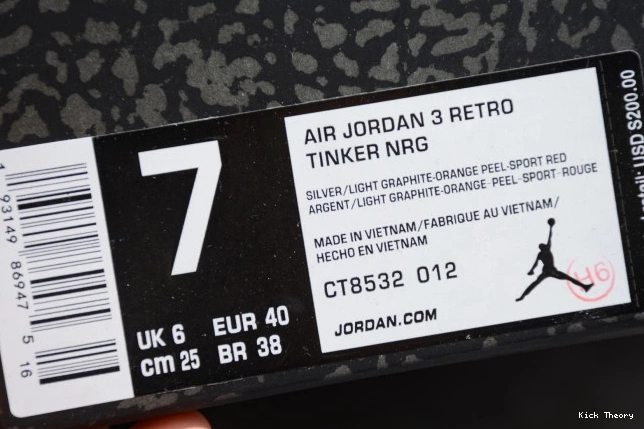 4 93149 86947 5 16
7
UK 6 EUR 40
cm 25 BR 38
AIR JORDAN 3 RETRO
TINKER NRG
SILVER/LIGHT GRAPHITE-ORANGE PEEL-SPORT RED
ARGENT/LIGHT GRAPHITE-ORANGE PEEL-SPORT ROUGE
MADE IN VIETNAM/FABRIQUE AU VIETNAM/
HECHO EN VIETNAM
CT8532 012
JORDAN.COM
USD $200.00
Kick Theory